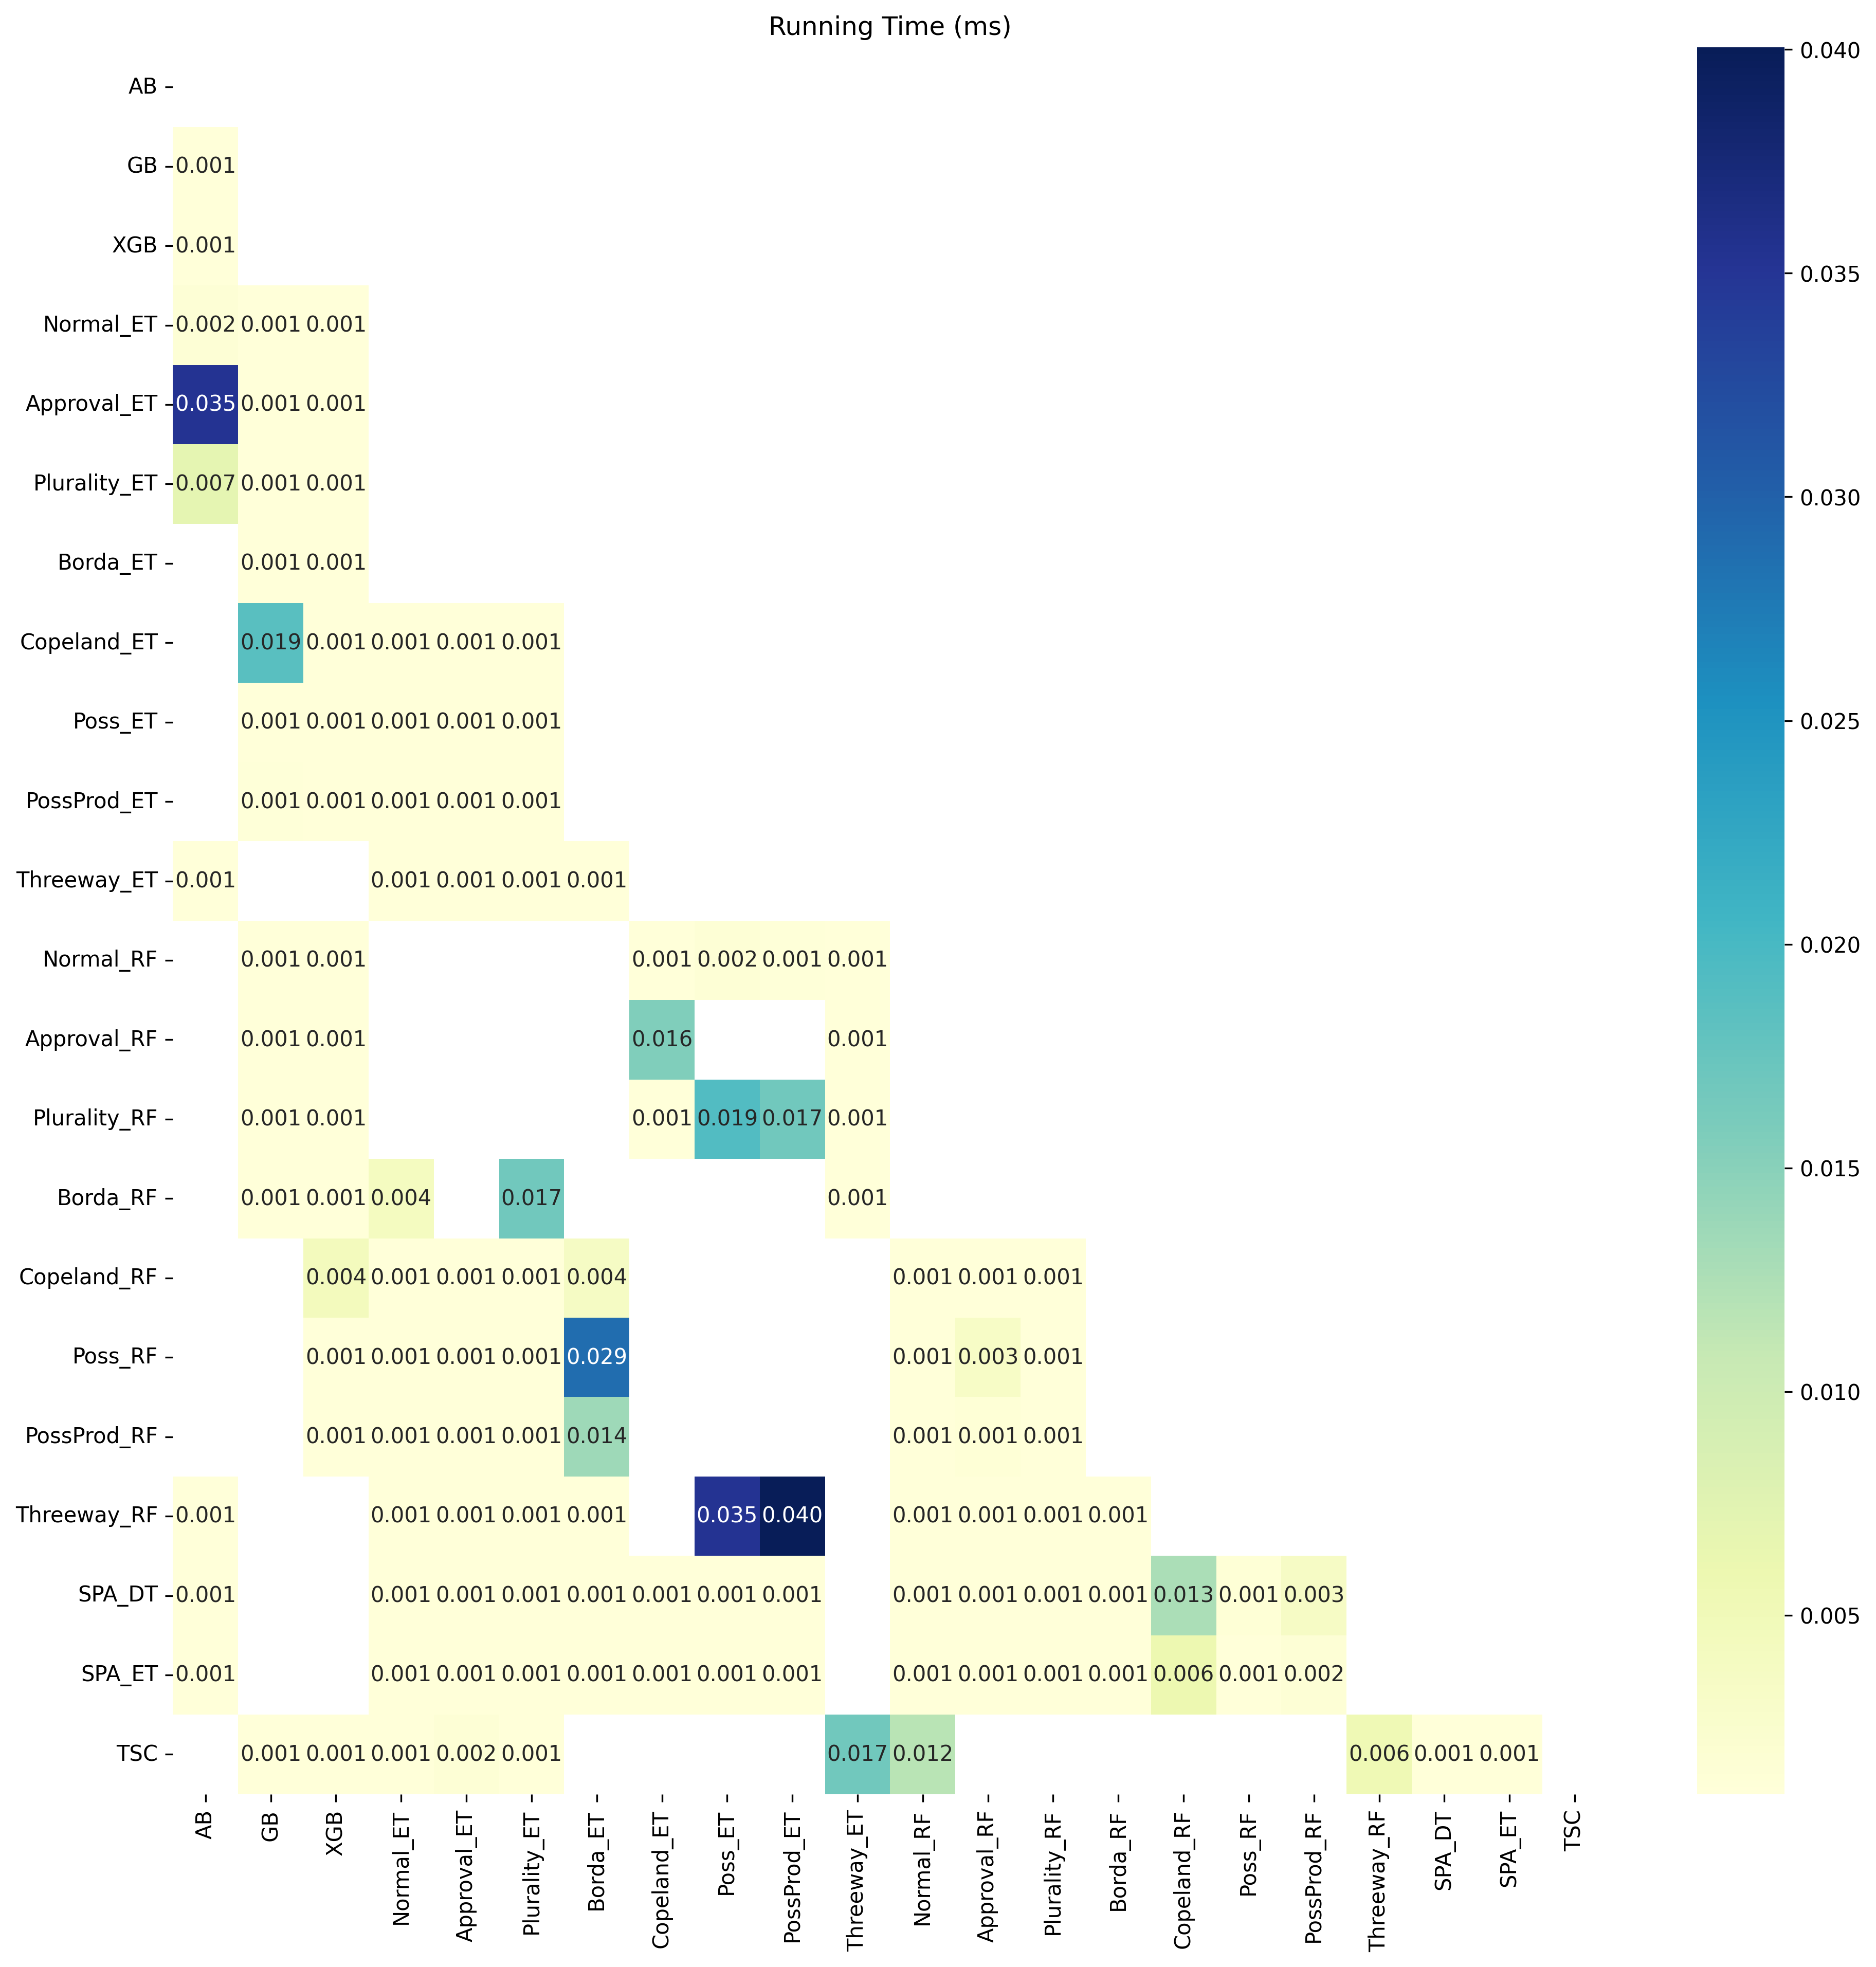 Running Time (ms)
AB
GB 0.001
XGB 0.001
Normal_ET 0.002 0.001 0.001
Approval_ET 0.035 0.001 0.001
Plurality_ET 0.007 0.001 0.001
Borda_ET 0.001 0.001
Copeland_ET 0.019 0.001 0.001 0.001 0.001
Poss_ET 0.001 0.001 0.001 0.001 0.001
PossProd_ET 0.001 0.001 0.001 0.001 0.001
Threeway_ET 0.001 0.001 0.001 0.001 0.001
Normal_RF 0.001 0.001 0.001 0.002 0.001 0.001
Approval_RF 0.001 0.001 0.016 0.001
Plurality_RF 0.001 0.001 0.001 0.019 0.017 0.001
Borda_RF 0.001 0.001 0.004 0.017 0.001
Copeland_RF 0.004 0.001 0.001 0.001 0.004 0.001 0.001 0.001
Poss_RF 0.001 0.001 0.001 0.001 0.029 0.001 0.003 0.001
PossProd_RF 0.001 0.001 0.001 0.001 0.014 0.001 0.001 0.001
Threeway_RF 0.001 0.001 0.001 0.001 0.001 0.035 0.040 0.001 0.001 0.001 0.001
SPA_DT 0.001 0.001 0.001 0.001 0.001 0.001 0.001 0.001 0.001 0.001 0.001 0.001 0.013 0.001 0.003
SPA_ET 0.001 0.001 0.001 0.001 0.001 0.001 0.001 0.001 0.001 0.001 0.001 0.001 0.006 0.001 0.002
TSC 0.001 0.001 0.001 0.002 0.001 0.017 0.012 0.006 0.001 0.001
AB
GB
XGB
Normal_ET
Approval_ET
Plurality_ET
Borda_ET
Copeland_ET
Poss_ET
PossProd_ET
Threeway_ET
Normal_RF
Approval_RF
Plurality_RF
Borda_RF
Copeland_RF
Poss_RF
PossProd_RF
Threeway_RF
SPA_DT
SPA_ET
TSC
0.040
0.035
0.030
0.025
0.020
0.015
0.010
0.005